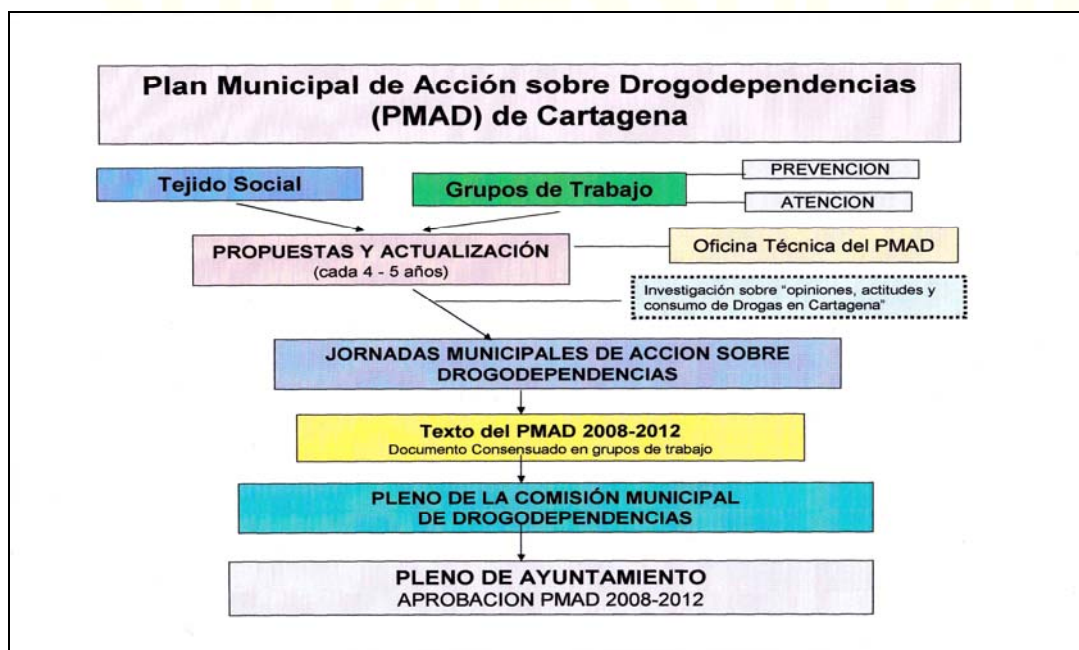 Plan Municipal de Acción sobre Drogodependencias
(PMAD) de Cartagena
Tejido Social
Grupos de Trabajo
PREVENCION
ATENCION
PROPUESTAS Y ACTUALIZACIÓN
(cada 4 - 5 años)
Oficina Técnica del PMAD
Investigación sobre "opiniones, actitudes y
consumo de Drogas en Cartagena"
JORNADAS MUNICIPALES DE ACCION SOBRE
DROGODEPENDENCIAS
Texto del PMAD 2008-2012
Documento Consensuado en grupos de trabajo
PLENO DE LA COMISIÓN MUNICIPAL
DE DROGODEPENDENCIAS
PLENO DE AYUNTAMIENTO
APROBACION PMAD 2008-2012